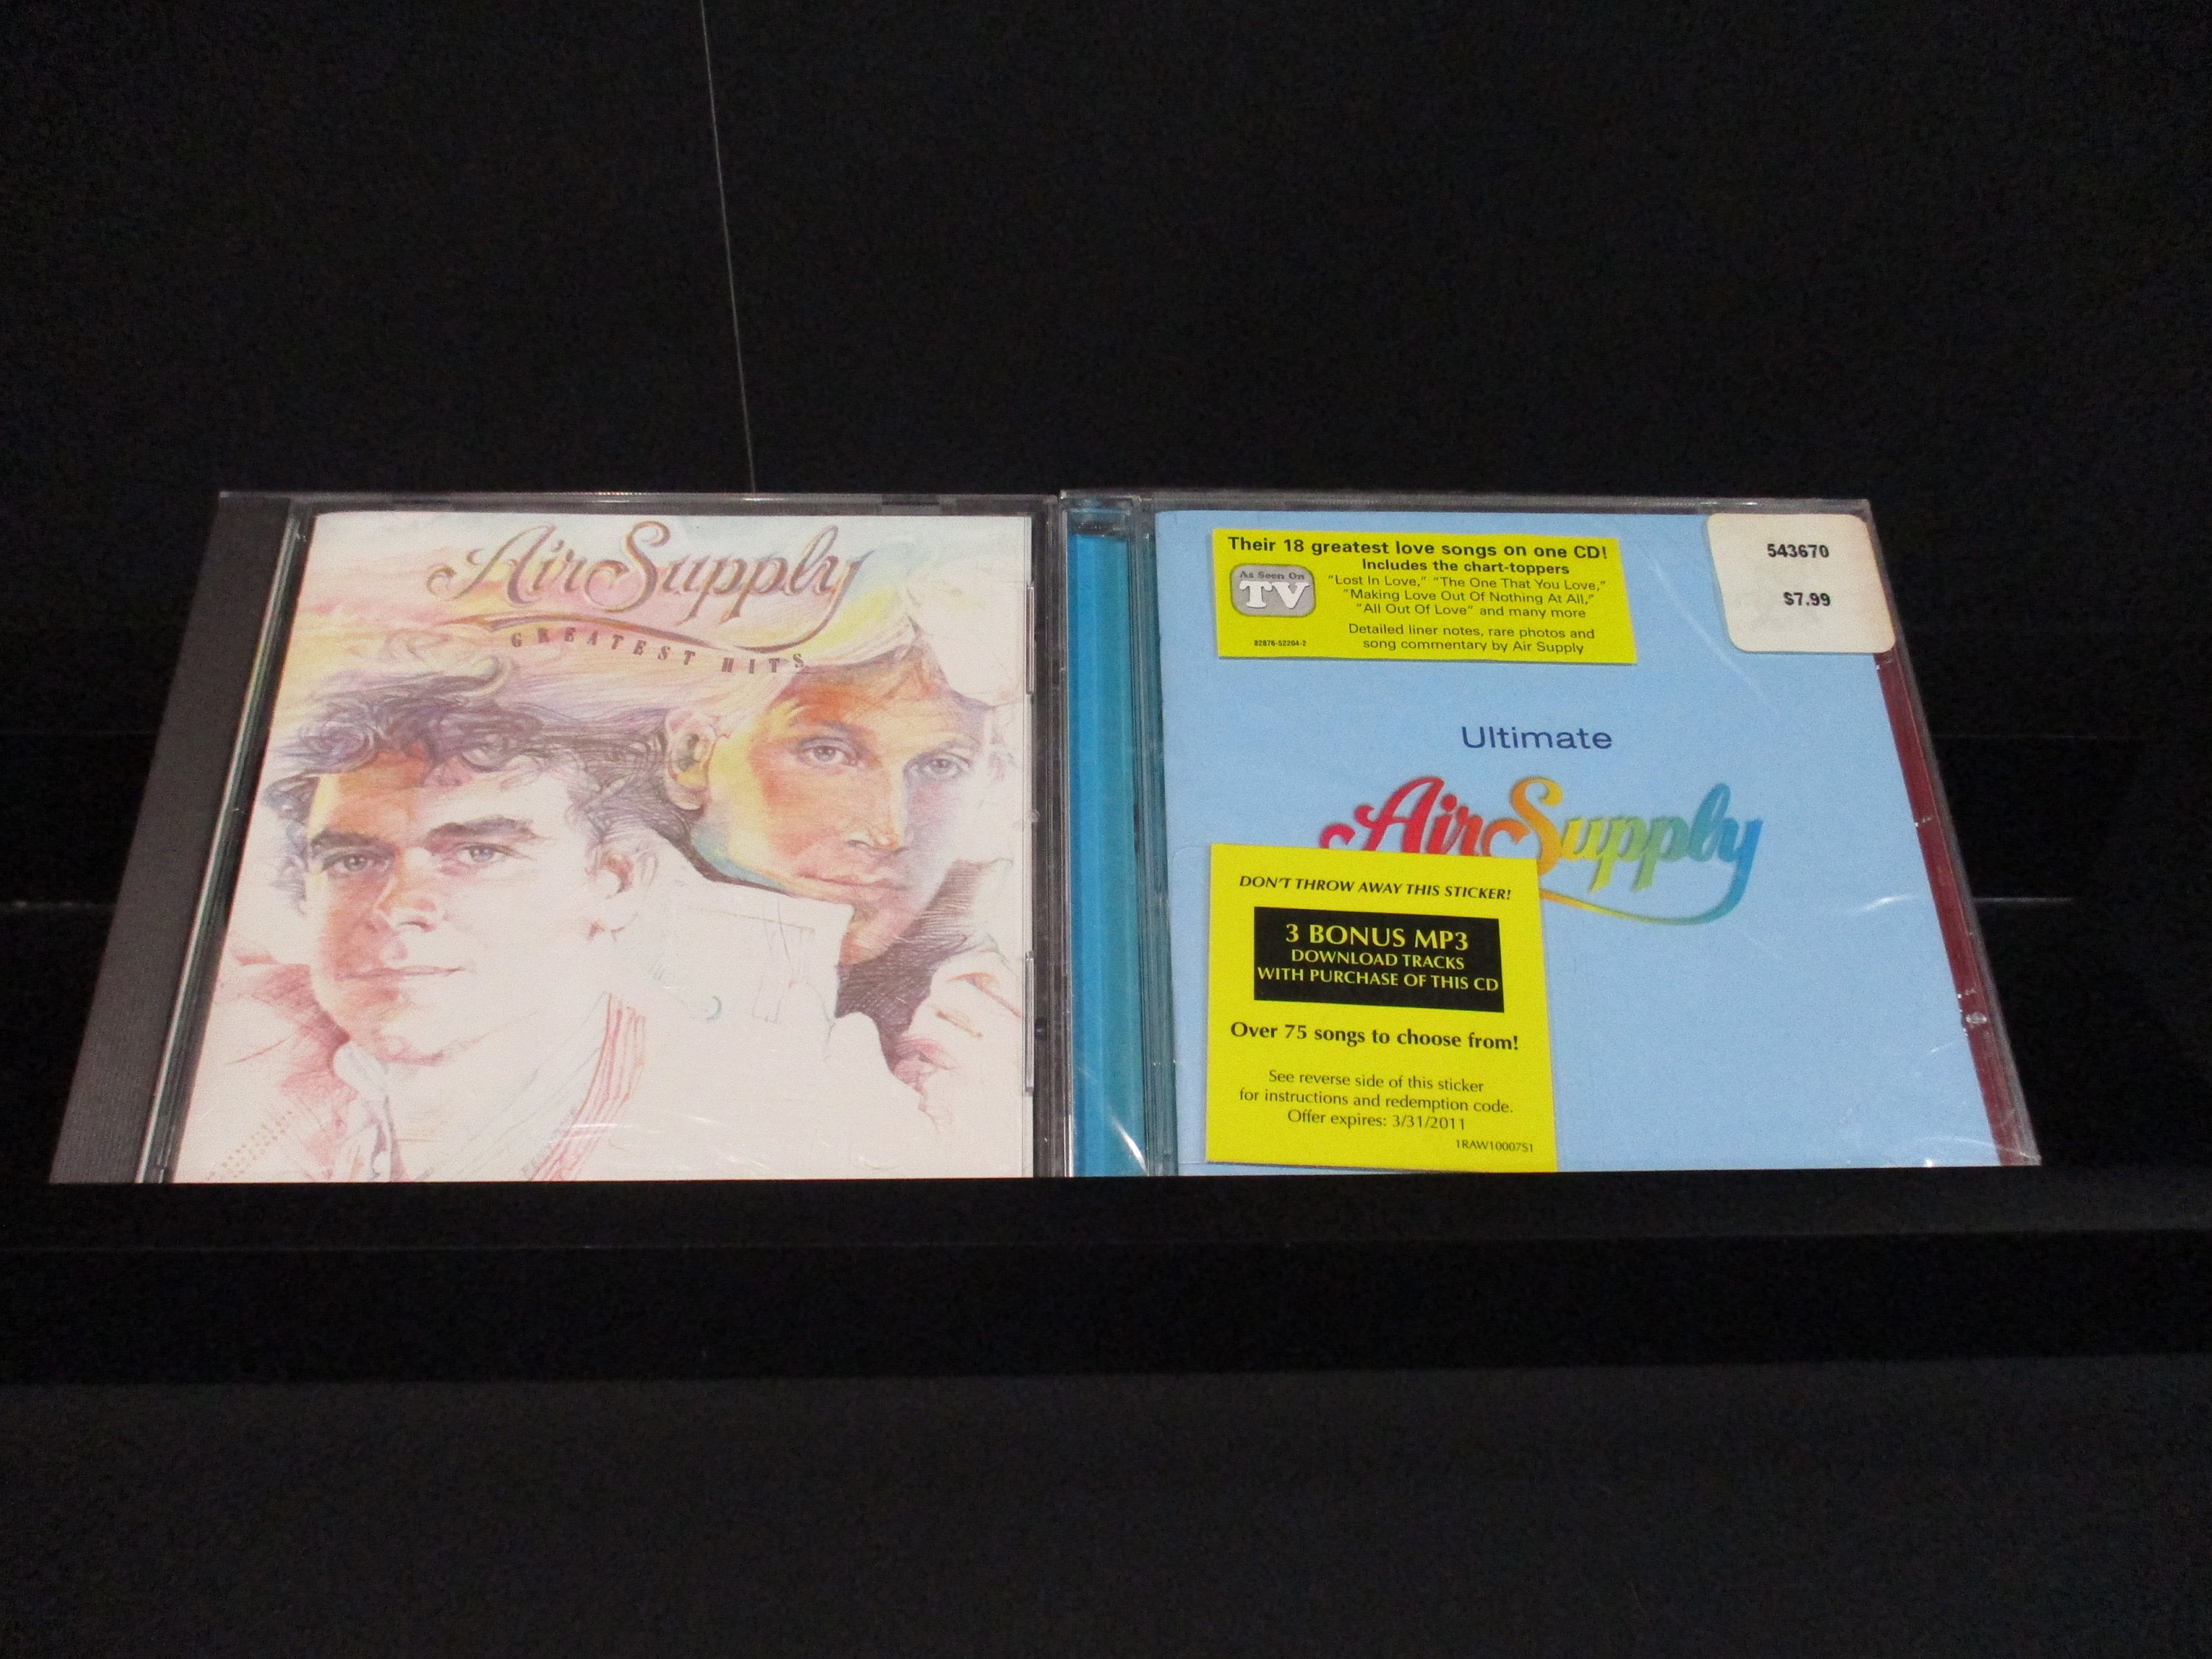 Air Supply
GREATEST HITS
Their 18 greatest love songs on one CD!
Includes the chart-toppers
As Seen On
TV
"Lost In Love," "The One That You Love,"
"Making Love Out Of Nothing At All,"
"All Out Of Love" and many more
Detailed liner notes, rare photos and
song commentary by Air Supply
82876-52204-2
543670
$7.99
Ultimate
Air Supply
DON'T THROW AWAY THIS STICKER!
3 BONUS MP3
DOWNLOAD TRACKS
WITH PURCHASE OF THIS CD
Over 75 songs to choose from!
See reverse side of this sticker
for instructions and redemption code.
Offer expires: 3/31/2011
1RAW10007S1